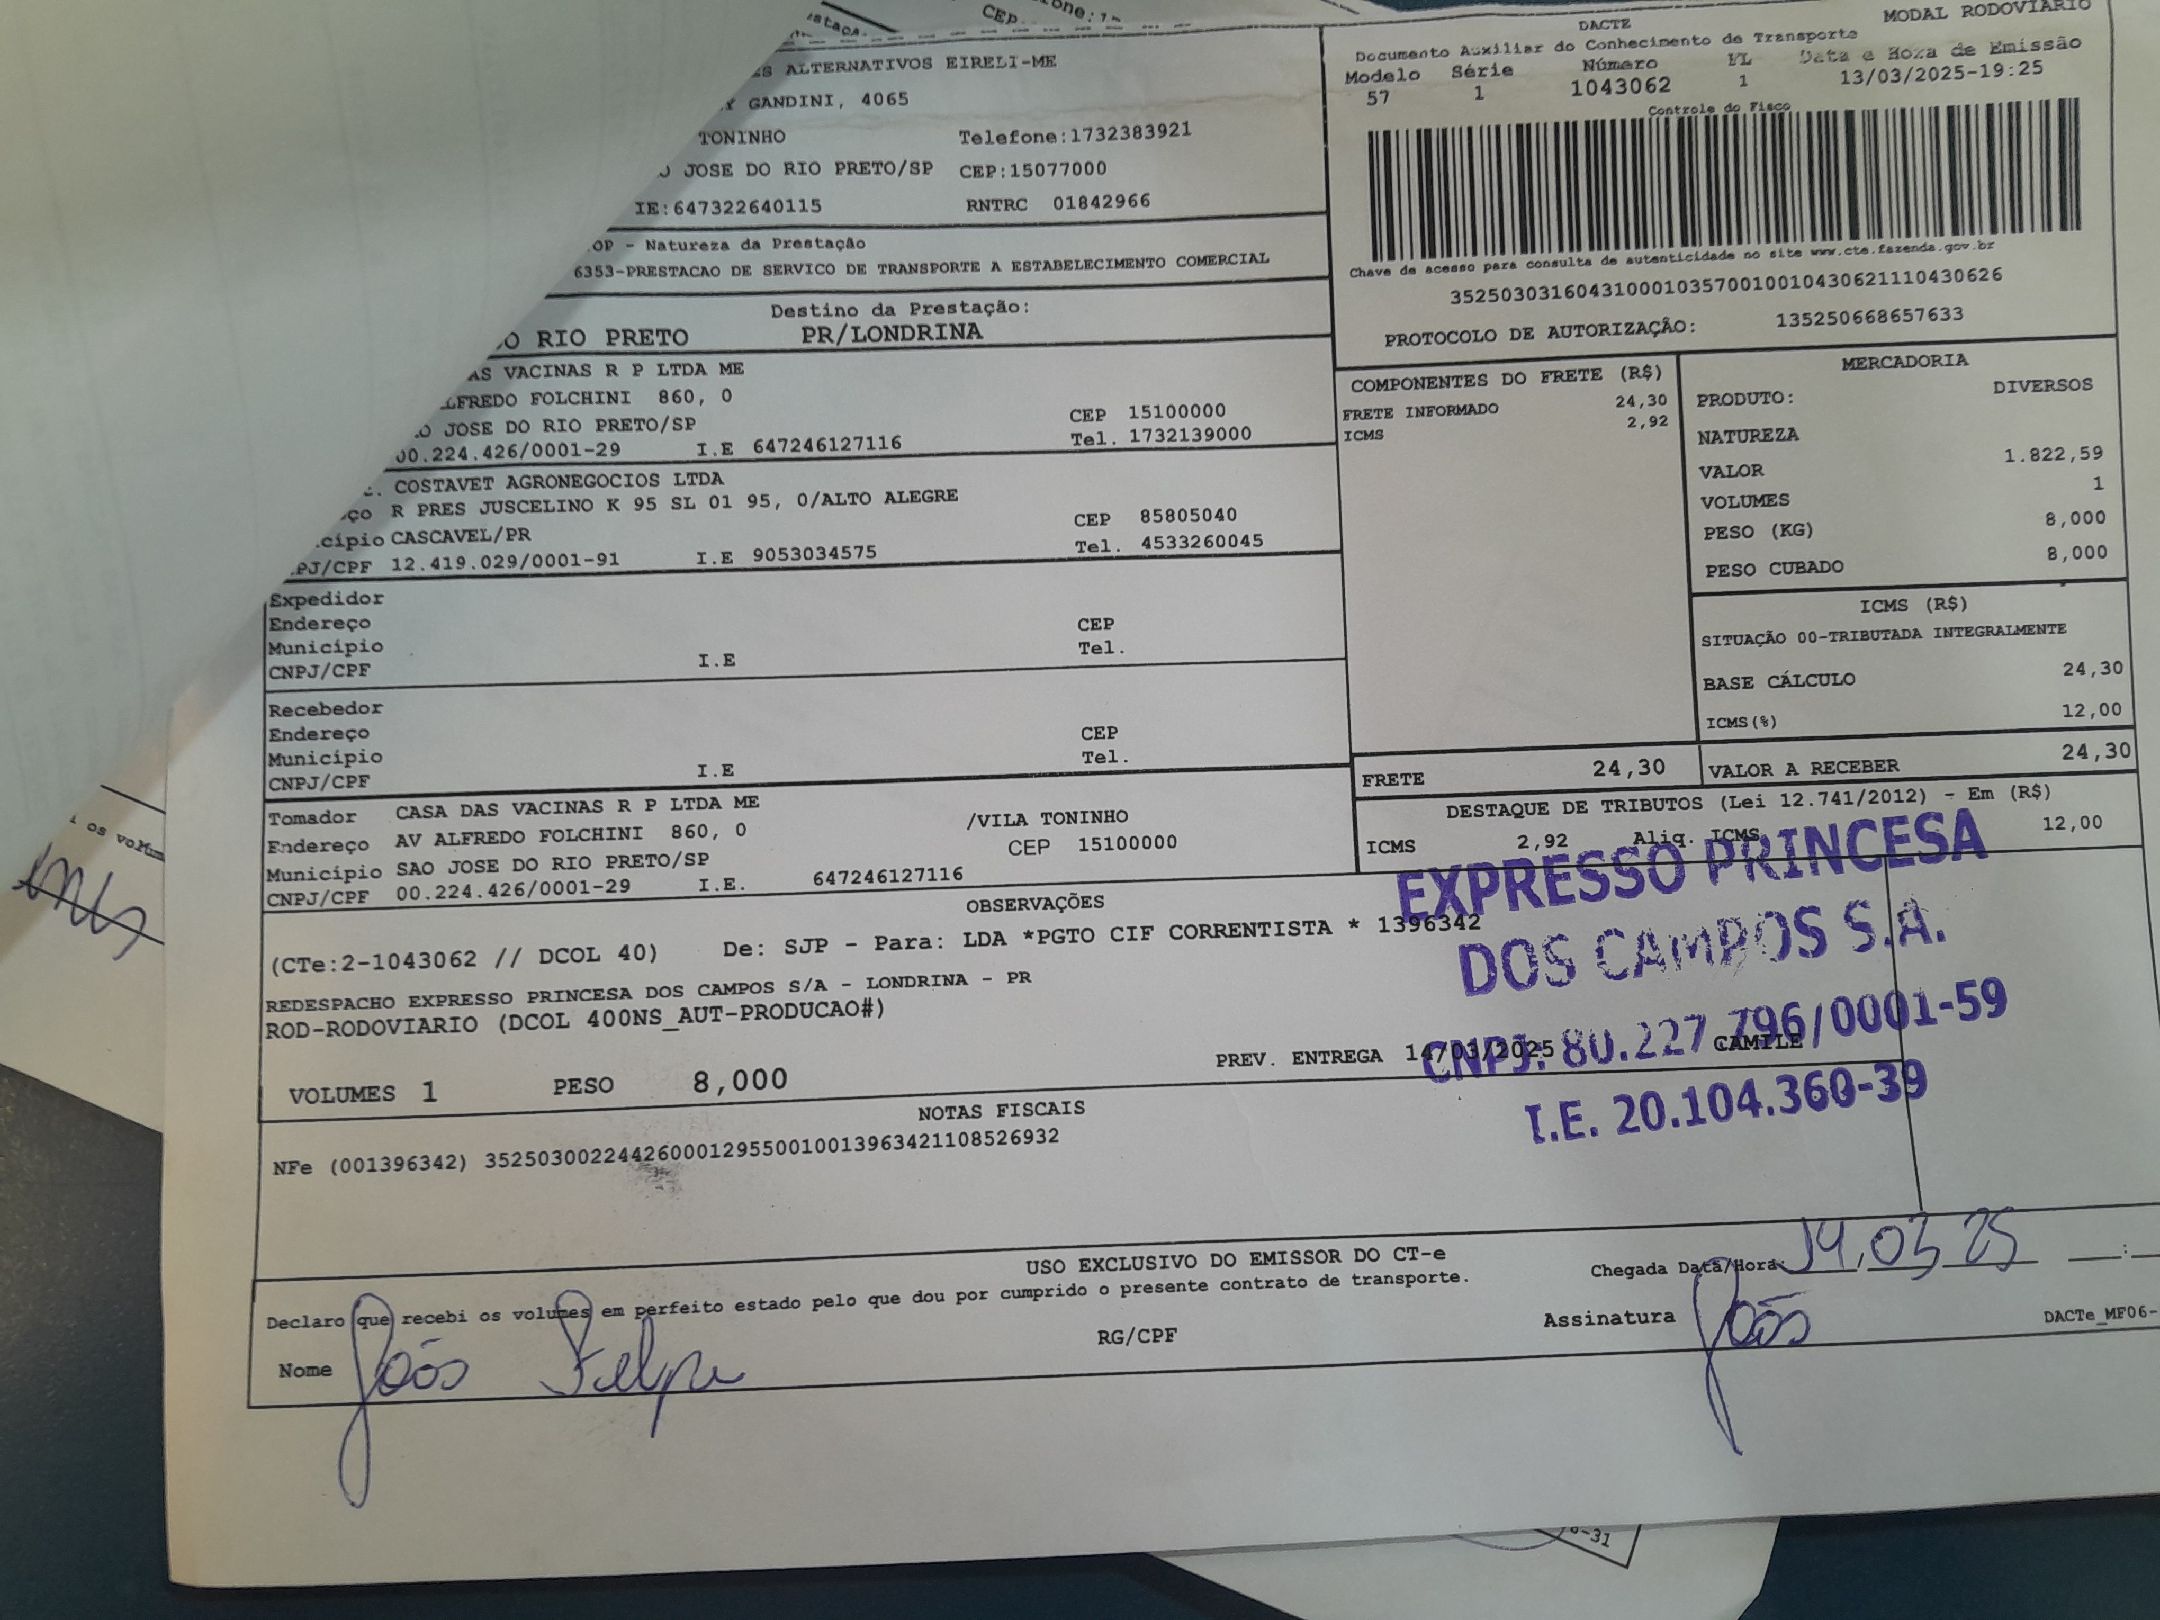 ALTERNATIVOS EIRELI-ME
GANDINI, 4065
TONINHO Telefone:1732383921
JOSE DO RIO PRETO/SP CEP:15077000
IE:647322640115 RNTRC 01842966
DACTE MODAL RODOVIÁRIO
Documento Auxiliar do Conhecimento de Transporte
Modelo Série Número FL Data e Hora de Emissão
57 1 1043062 1 13/03/2025-19:25
Controle do Fisco
Chave de acesso para consulta de autenticidade no site www.cte.fazenda.gov.br
35250303160431000103570010010430621110430626
PROTOCOLO DE AUTORIZAÇÃO: 135250668657633
OP - Natureza da Prestação
6353-PRESTACAO DE SERVICO DE TRANSPORTE A ESTABELECIMENTO COMERCIAL
Destino da Prestação:
O RIO PRETO PR/LONDRINA
AS VACINAS R P LTDA ME
LFREDO FOLCHINI 860, 0
O JOSE DO RIO PRETO/SP CEP 15100000
00.224.426/0001-29 I.E 647246127116 Tel. 1732139000
COSTAVET AGRONEGOCIOS LTDA
ço R PRES JUSCELINO K 95 SL 01 95, 0/ALTO ALEGRE
cípio CASCAVEL/PR CEP 85805040
PJ/CPF 12.419.029/0001-91 I.E 9053034575 Tel. 4533260045
Expedidor
Endereço CEP
Município Tel.
CNPJ/CPF I.E
Recebedor
Endereço CEP
Município Tel.
CNPJ/CPF I.E
Tomador CASA DAS VACINAS R P LTDA ME
Endereço AV ALFREDO FOLCHINI 860, 0 /VILA TONINHO
Município SAO JOSE DO RIO PRETO/SP CEP 15100000
CNPJ/CPF 00.224.426/0001-29 I.E. 647246127116
COMPONENTES DO FRETE (R$)
FRETE INFORMADO 24,30
ICMS 2,92
MERCADORIA
PRODUTO: DIVERSOS
NATUREZA
VALOR 1.822,59
VOLUMES 1
PESO (KG) 8,000
PESO CUBADO 8,000
ICMS (R$)
SITUAÇÃO 00-TRIBUTADA INTEGRALMENTE
BASE CÁLCULO 24,30
ICMS(%) 12,00
FRETE 24,30 VALOR A RECEBER 24,30
DESTAQUE DE TRIBUTOS (Lei 12.741/2012) - Em (R$)
ICMS 2,92 Aliq. ICMS 12,00
OBSERVAÇÕES
(CTe:2-1043062 // DCOL 40) De: SJP - Para: LDA *PGTO CIF CORRENTISTA * 1396342
REDESPACHO EXPRESSO PRINCESA DOS CAMPOS S/A - LONDRINA - PR
ROD-RODOVIARIO (DCOL 400NS_AUT-PRODUCAO#)
PREV. ENTREGA 14/03/2025 CAMILE
VOLUMES 1 PESO 8,000
EXPRESSO PRINCESA
DOS CAMPOS S.A.
CNPJ: 80.227.796/0001-59
I.E. 20.104.360-39
NOTAS FISCAIS
NFe (001396342) 35250300224426000129550010013963421108526932
USO EXCLUSIVO DO EMISSOR DO CT-e
Declaro que recebi os volumes em perfeito estado pelo que dou por cumprido o presente contrato de transporte.
Chegada Data/Hora: 14.03 25 :
Nome João Felipe RG/CPF Assinatura João
DACTe_MF06-